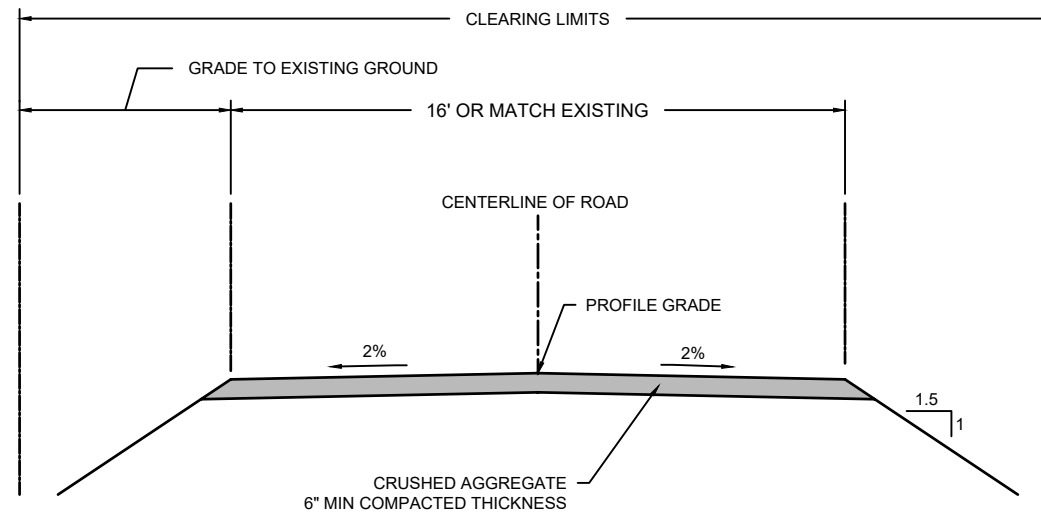 CLEARING LIMITS
GRADE TO EXISTING GROUND
16' OR MATCH EXISTING
CENTERLINE OF ROAD
PROFILE GRADE
2%
2%
1.5
1
CRUSHED AGGREGATE
6" MIN COMPACTED THICKNESS